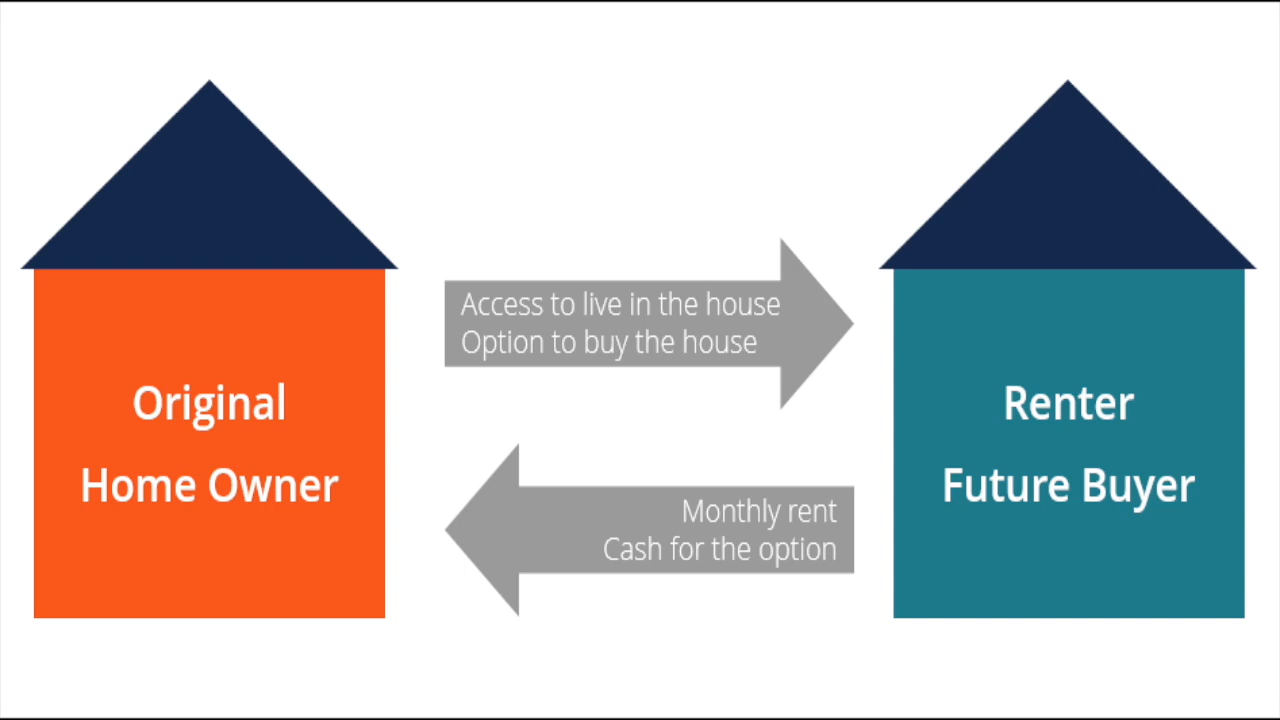 Original
Home Owner
Access to live in the house
Option to buy the house
Monthly rent
Cash for the option
Renter
Future Buyer